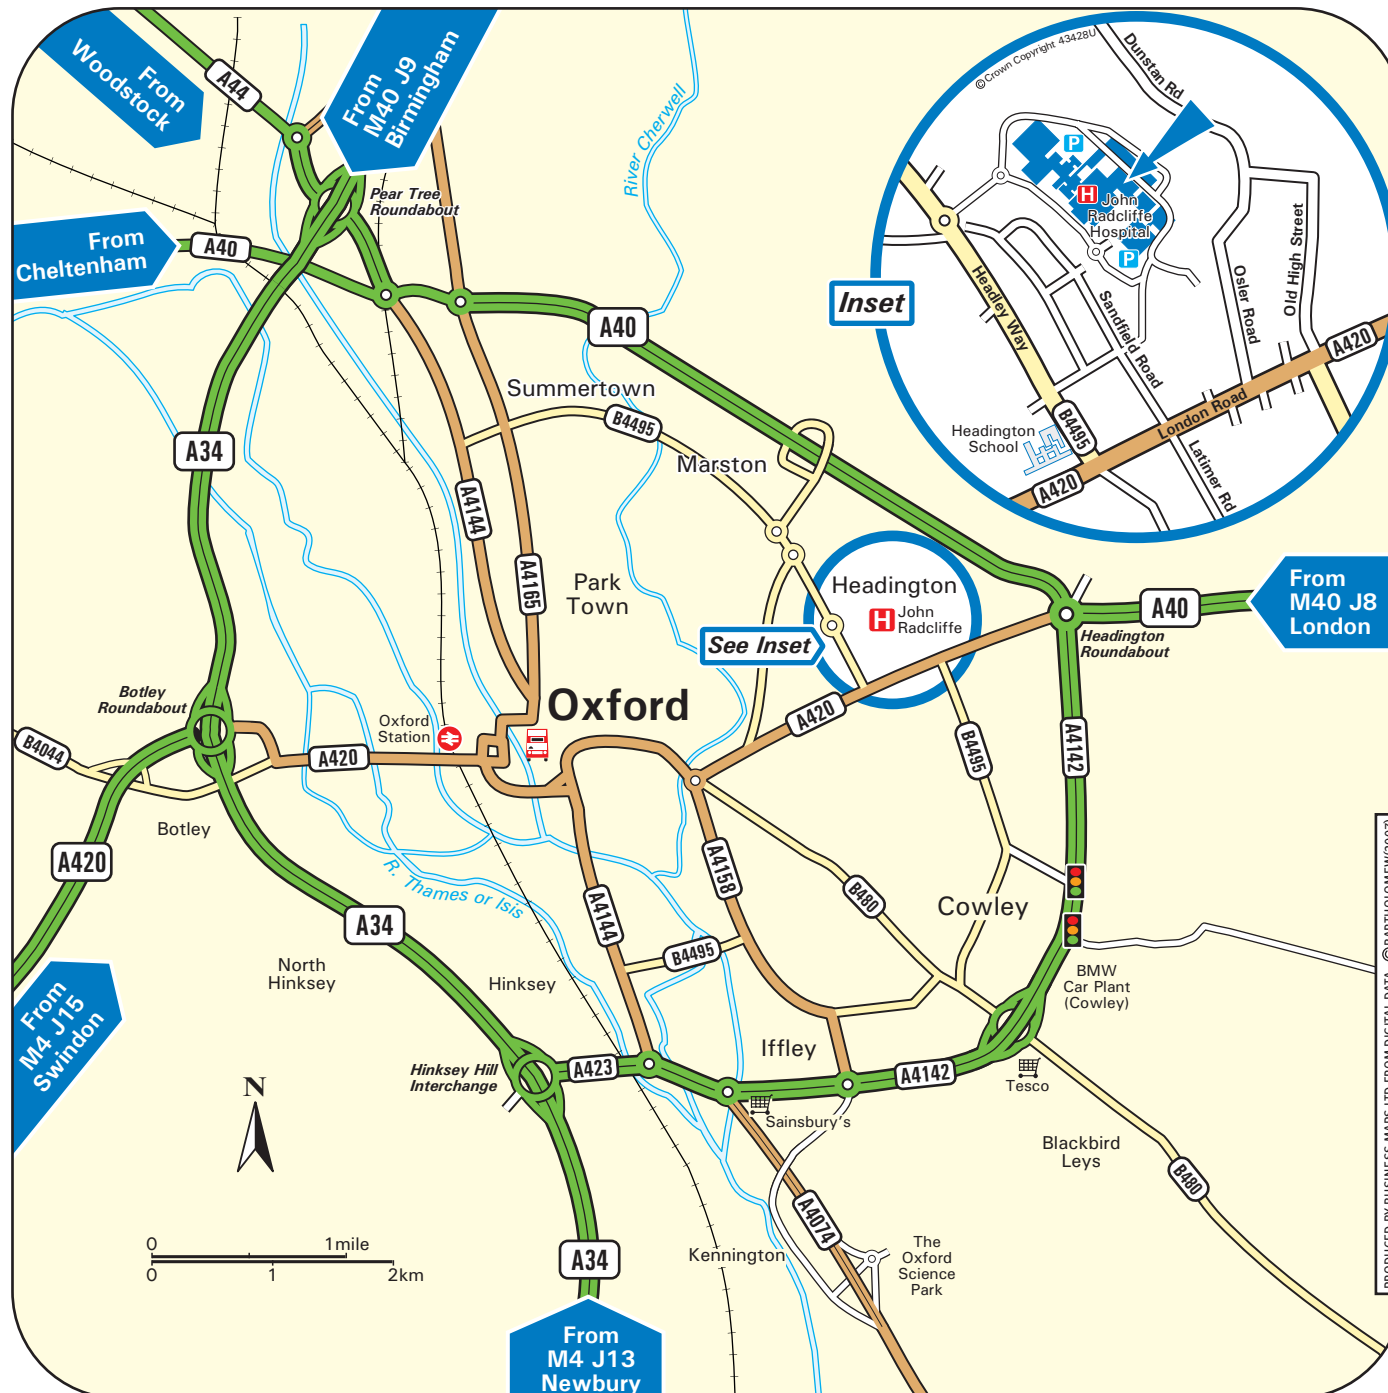 From
Woodstock
A44
From
M40 J9
Birmingham
River Cherwell
©Crown Copyright 43428U
Dunstan Rd
P
H
John
Radcliffe
Hospital
P
Pear Tree
Roundabout
From
Cheltenham
A40
Inset
Headley Way
Sandfield Road
Osler Road
Old High Street
A420
London Road
B4495
Headington
School
A420
Latimer Rd
A40
Summertown
B4495
Marston
A34
A4144
A4165
Park
Town
Headington
H
John
Radcliffe
See Inset
A40
From
M40 J8
London
Headington
Roundabout
Botley
Roundabout
Oxford
Station
Oxford
A420
B4044
A420
B4495
A4142
Botley
A420
R. Thames or Isis
A4158
B480
A34
A4144
Cowley
B4495
North
Hinksey
Hinksey
BMW
Car Plant
(Cowley)
From
M4 J15
Swindon
Iffley
Hinksey Hill
Interchange
A423
A4142
Tesco
Sainsbury's
N
Blackbird
Leys
B480
A4074
0
1mile
0
1
2km
A34
Kennington
The
Oxford
Science
Park
From
M4 J13
Newbury